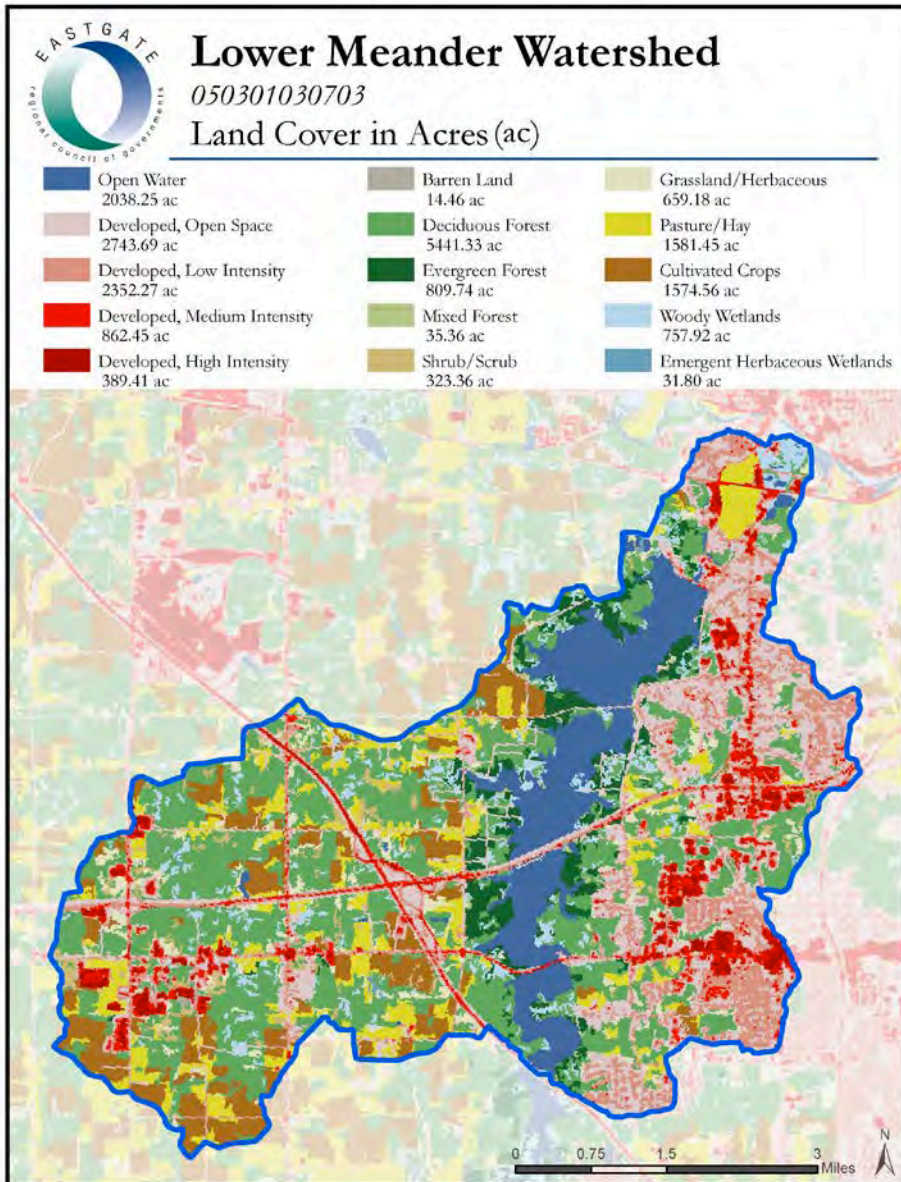 EASTGATE
regional council of governments
Lower Meander Watershed
050301030703
Land Cover in Acres (ac)
Open Water
2038.25 ac
Developed, Open Space
2743.69 ac
Developed, Low Intensity
2352.27 ac
Developed, Medium Intensity
862.45 ac
Developed, High Intensity
389.41 ac
Barren Land
14.46 ac
Deciduous Forest
5441.33 ac
Evergreen Forest
809.74 ac
Mixed Forest
35.36 ac
Shrub/Scrub
323.36 ac
Grassland/Herbaceous
659.18 ac
Pasture/Hay
1581.45 ac
Cultivated Crops
1574.56 ac
Woody Wetlands
757.92 ac
Emergent Herbaceous Wetlands
31.80 ac
N
0 0.75 1.5 3
Miles